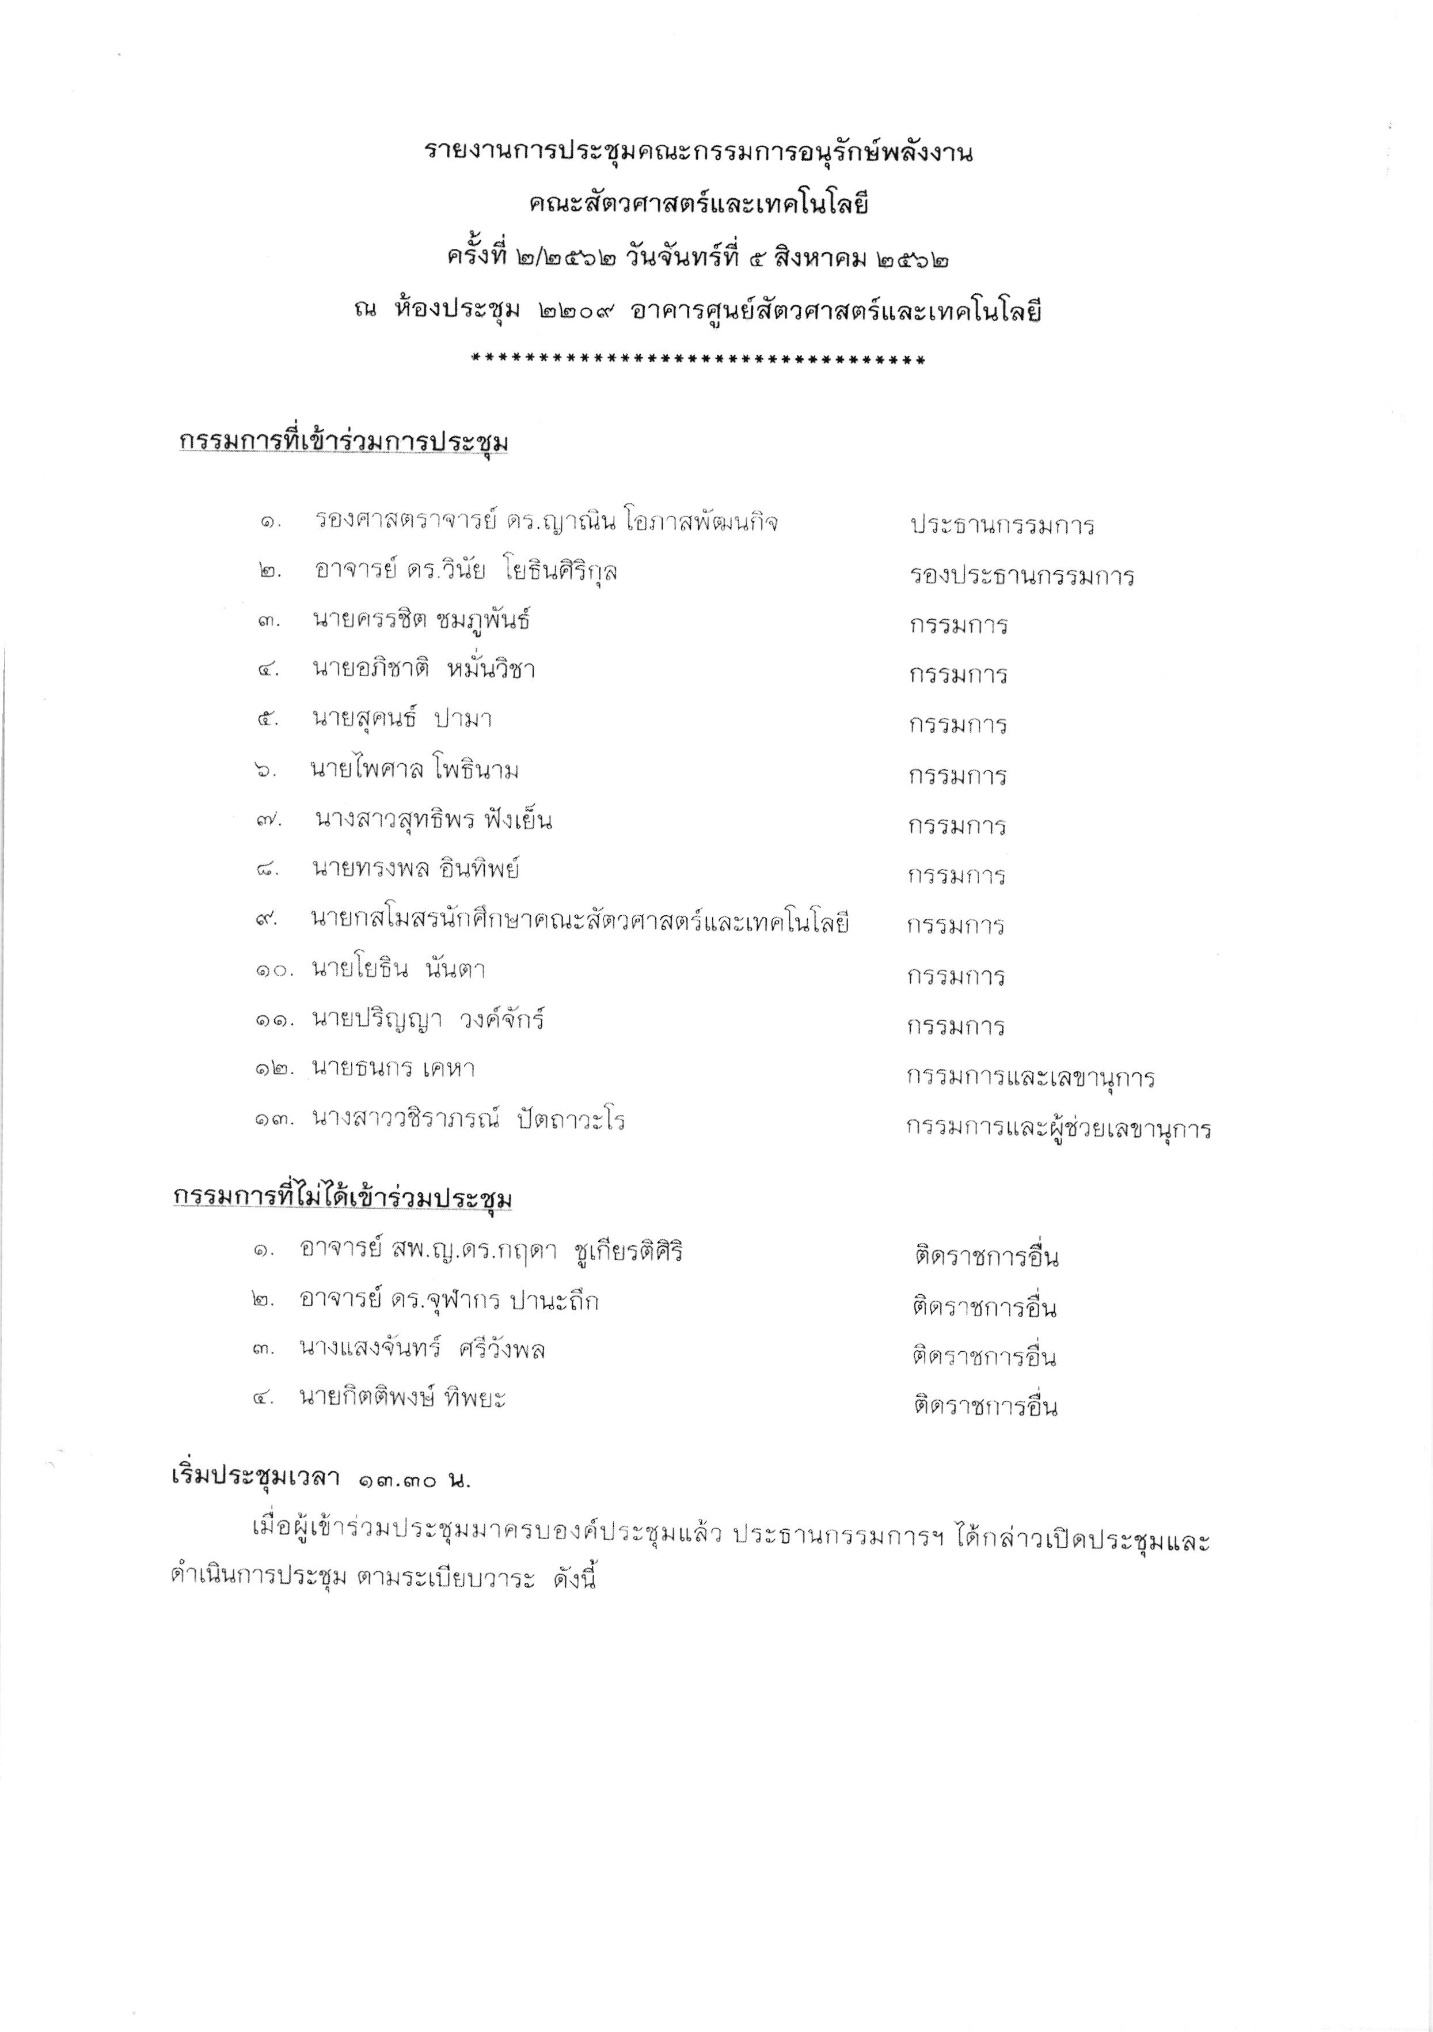 รายงานการประชุมคณะกรรมการอนุรักษ์พลังงาน
คณะสัตวศาสตร์และเทคโนโลยี
ครั้งที่ ๒/๒๕๖๒ วันจันทร์ที่ ๕ สิงหาคม ๒๕๖๒
ณ ห้องประชุม ๒๒๐๙ อาคารศูนย์สัตวศาสตร์และเทคโนโลยี
**********************************
กรรมการที่เข้าร่วมการประชุม
๑. รองศาสตราจารย์ ดร.ญาณิน โอภาสพัฒนกิจ ประธานกรรมการ
๒. อาจารย์ ดร.วินัย โยธินศิริกุล รองประธานกรรมการ
๓. นายครรชิต ชมภูพันธ์ กรรมการ
๔. นายอภิชาติ หมั่นวิชา กรรมการ
๕. นายสุคนธ์ ปามา กรรมการ
๖. นายไพศาล โพธินาม กรรมการ
๗. นางสาวสุทธิพร ฟังเย็น กรรมการ
๘. นายทรงพล อินทิพย์ กรรมการ
๙. นายกสโมสรนักศึกษาคณะสัตวศาสตร์และเทคโนโลยี กรรมการ
๑๐. นายโยธิน นันตา กรรมการ
๑๑. นายปริญญา วงค์จักร์ กรรมการ
๑๒. นายธนกร เคหา กรรมการและเลขานุการ
๑๓. นางสาววชิราภรณ์ ปัตถาวะโร กรรมการและผู้ช่วยเลขานุการ
กรรมการที่ไม่ได้เข้าร่วมประชุม
๑. อาจารย์ สพ.ญ.ดร.กฤดา ชูเกียรติศิริ ติดราชการอื่น
๒. อาจารย์ ดร.จุฬากร ปานะถึก ติดราชการอื่น
๓. นางแสงจันทร์ ศรีวังพล ติดราชการอื่น
๔. นายกิตติพงษ์ ทิพยะ ติดราชการอื่น
เริ่มประชุมเวลา ๑๓.๓๐ น.
เมื่อผู้เข้าร่วมประชุมมาครบองค์ประชุมแล้ว ประธานกรรมการฯ ได้กล่าวเปิดประชุมและ
ดำเนินการประชุม ตามระเบียบวาระ ดังนี้